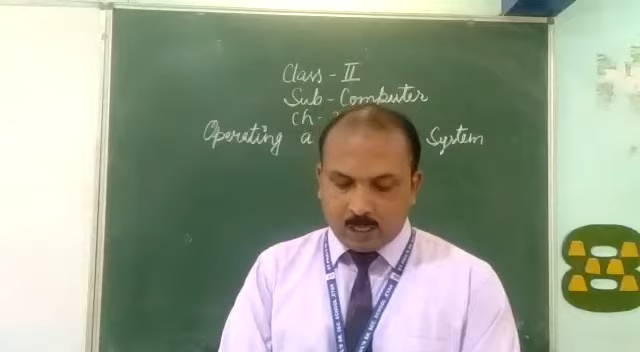 Class - II
Sub - Computer
Ch -
Operating a System